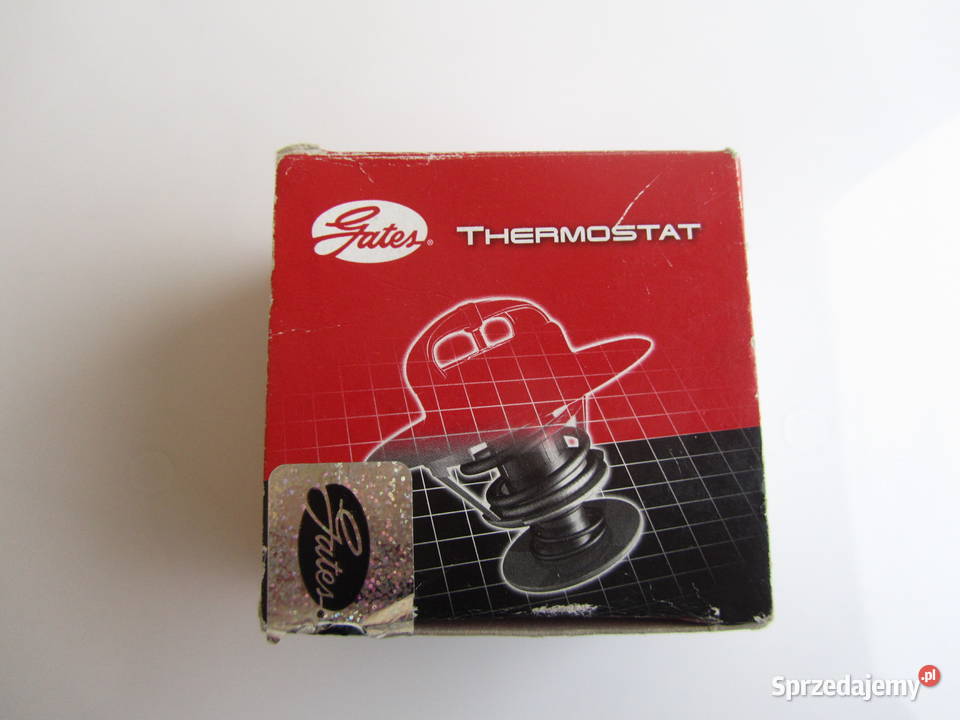 Gates® THERMOSTAT
Gates
Sprzedajemy.pl